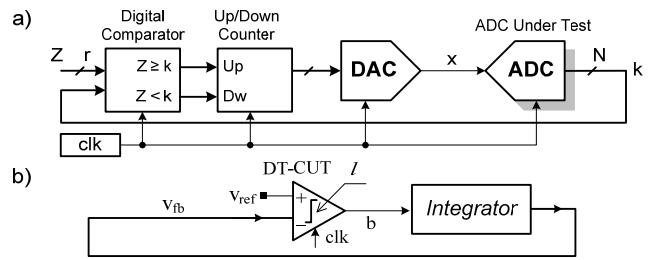 a)
Digital Comparator
Up/Down Counter
ADC Under Test
Z
r
Z ≥ k
Z < k
Up
Dw
DAC
x
ADC
N
k
clk
b)
DT-CUT
l
v_ref
+
−
v_fb
clk
b
Integrator